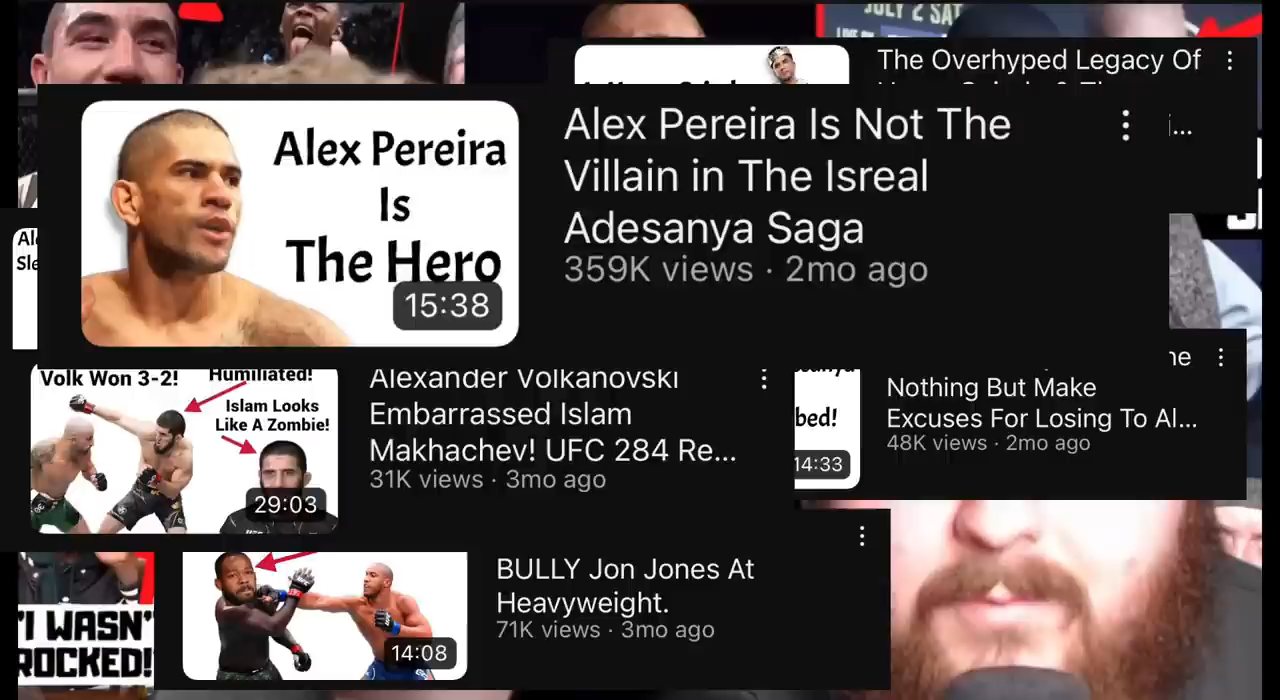 JULY 2 SAT
The Overhyped Legacy Of
Alex Pereira
Is
The Hero
15:38
Alex Pereira Is Not The
Villain in The Isreal
Adesanya Saga
359K views · 2mo ago
i...
Volk Won 3-2!
Humiliated!
Islam Looks
Like A Zombie!
29:03
Alexander Volkanovski
Embarrassed Islam
Makhachev! UFC 284 Re...
31K views · 3mo ago
bed!
14:33
ne
Nothing But Make
Excuses For Losing To Al...
48K views · 2mo ago
14:08
BULLY Jon Jones At
Heavyweight.
71K views · 3mo ago
"I WASN'
ROCKED!